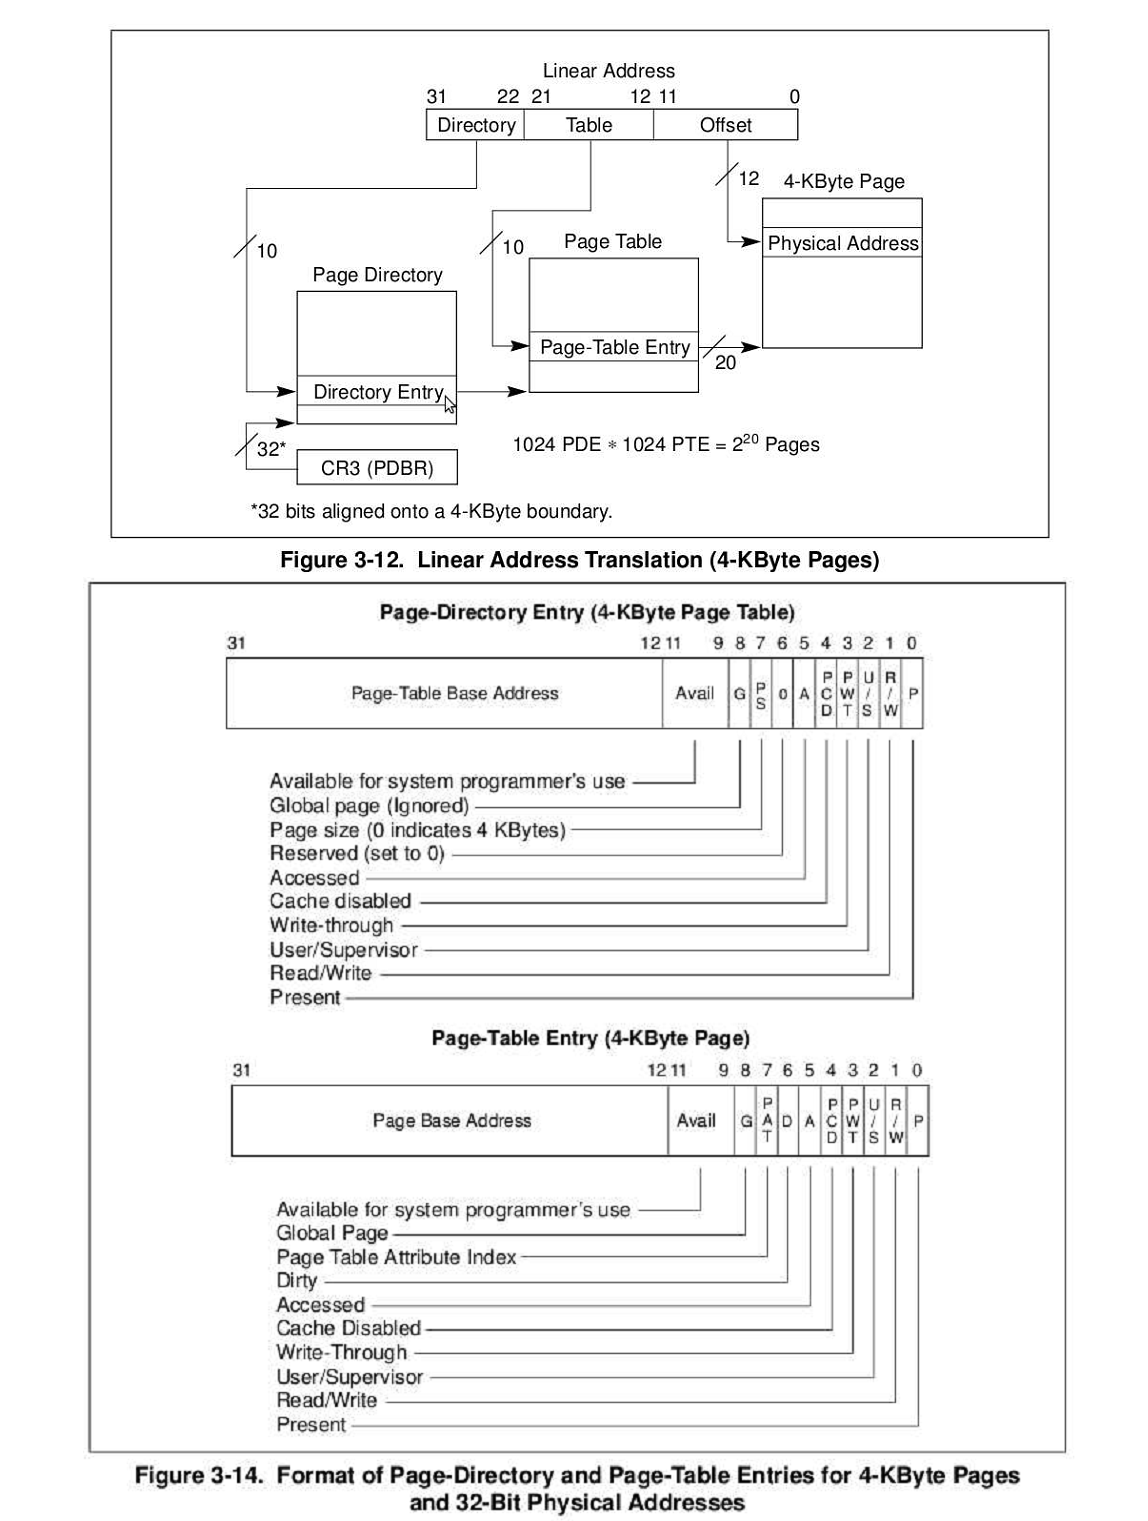 Linear Address
31 22 21 12 11 0
Directory Table Offset
12 4-KByte Page
10 10 Page Table Physical Address
Page Directory
Page-Table Entry
20
Directory Entry
32* 1024 PDE * 1024 PTE = 2^20 Pages
CR3 (PDBR)
*32 bits aligned onto a 4-KByte boundary.
Figure 3-12. Linear Address Translation (4-KByte Pages)
Page-Directory Entry (4-KByte Page Table)
31 12 11 9 8 7 6 5 4 3 2 1 0
Page-Table Base Address Avail G PS 0 A PCD PWT U/S R/W P
Available for system programmer's use
Global page (Ignored)
Page size (0 indicates 4 KBytes)
Reserved (set to 0)
Accessed
Cache disabled
Write-through
User/Supervisor
Read/Write
Present
Page-Table Entry (4-KByte Page)
31 12 11 9 8 7 6 5 4 3 2 1 0
Page Base Address Avail G PAT D A PCD PWT U/S R/W P
Available for system programmer's use
Global Page
Page Table Attribute Index
Dirty
Accessed
Cache Disabled
Write-Through
User/Supervisor
Read/Write
Present
Figure 3-14. Format of Page-Directory and Page-Table Entries for 4-KByte Pages
and 32-Bit Physical Addresses